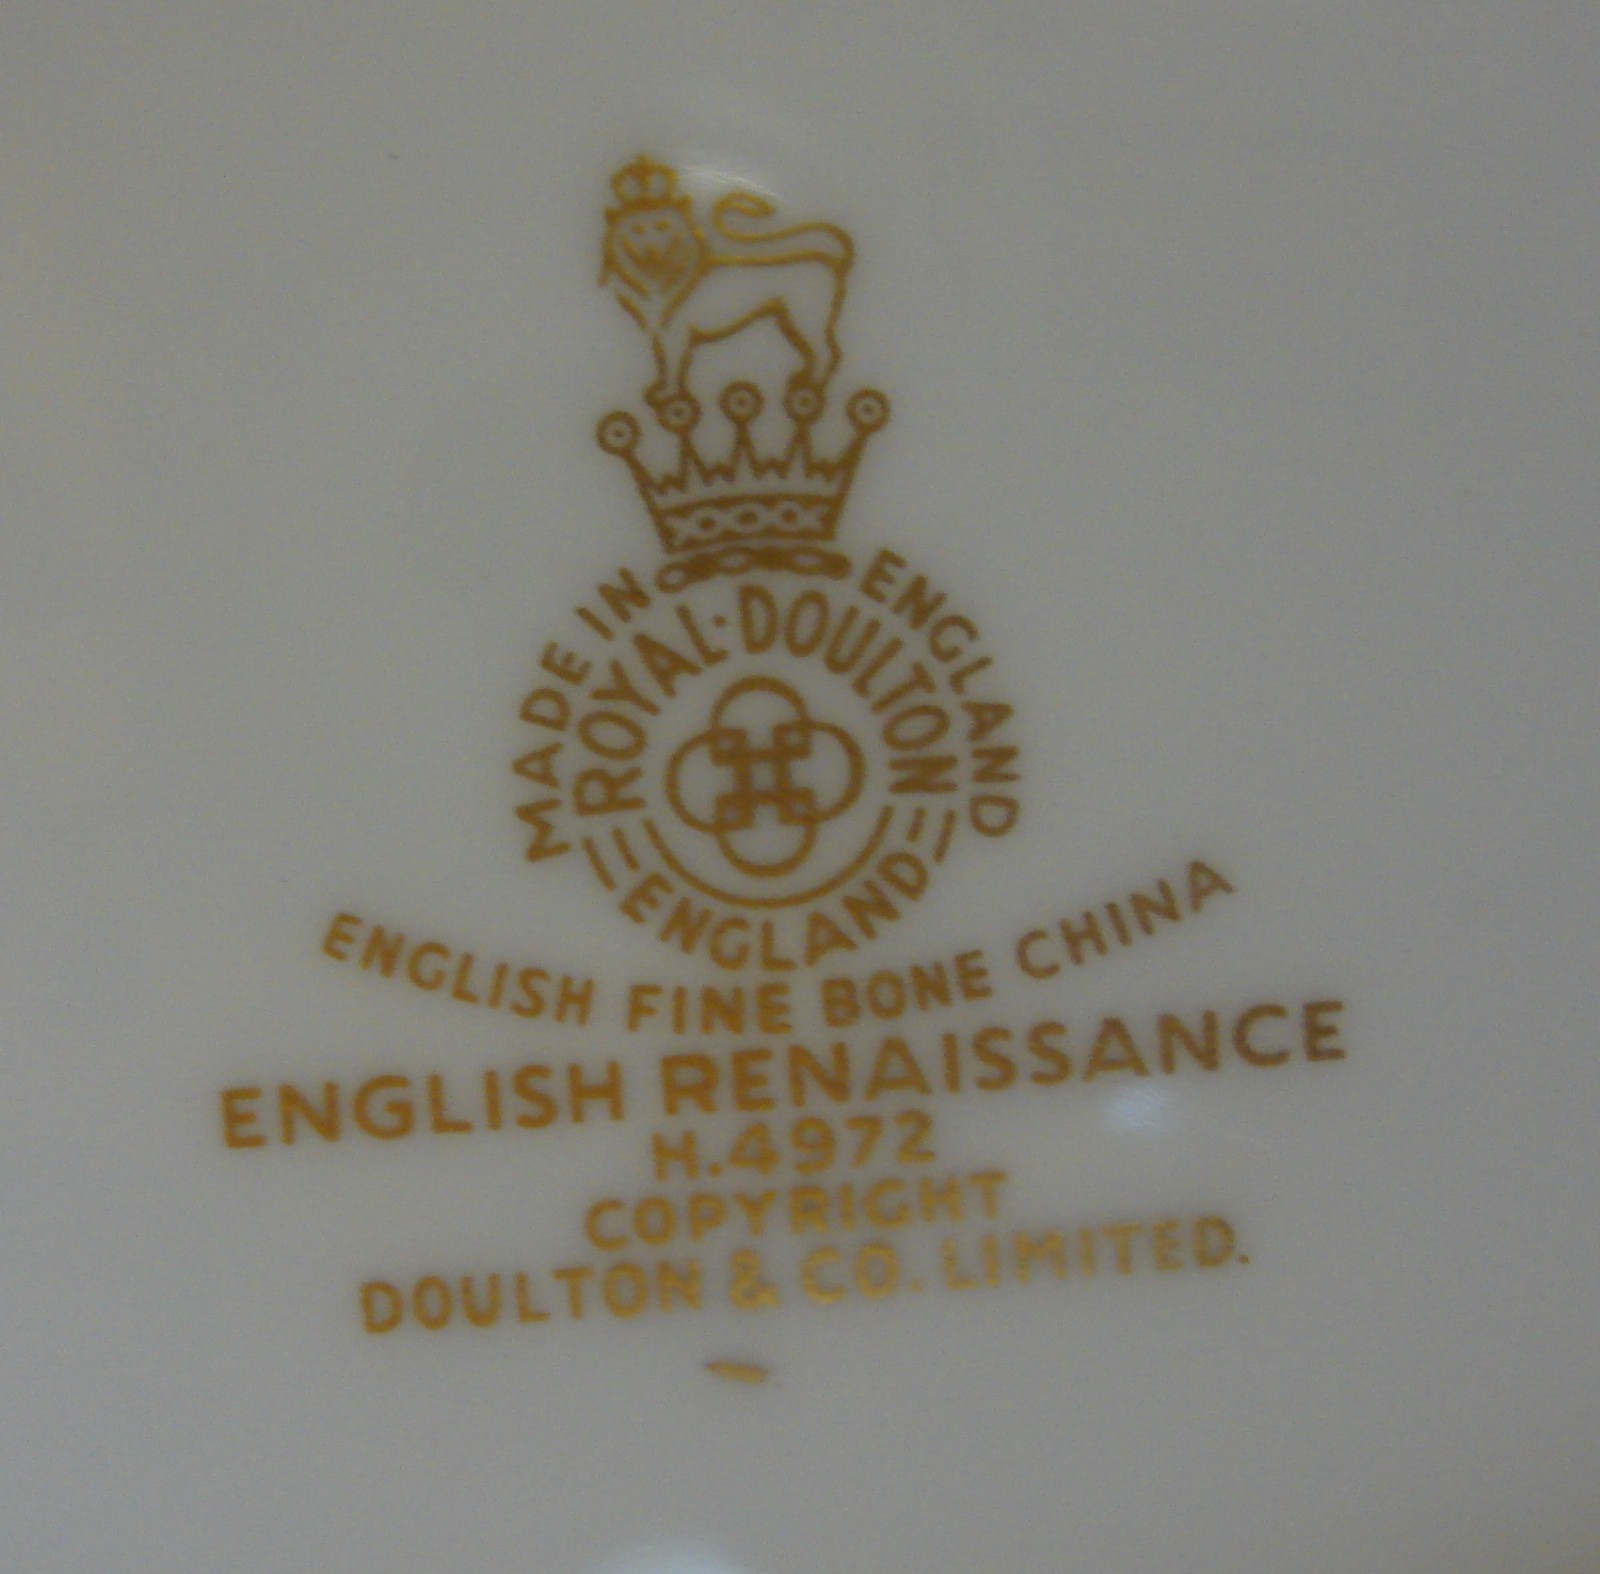 MADE IN ENGLAND
ROYAL·DOULTON
ENGLAND
ENGLISH FINE BONE CHINA
ENGLISH RENAISSANCE
H.4972
COPYRIGHT
DOULTON & CO. LIMITED.